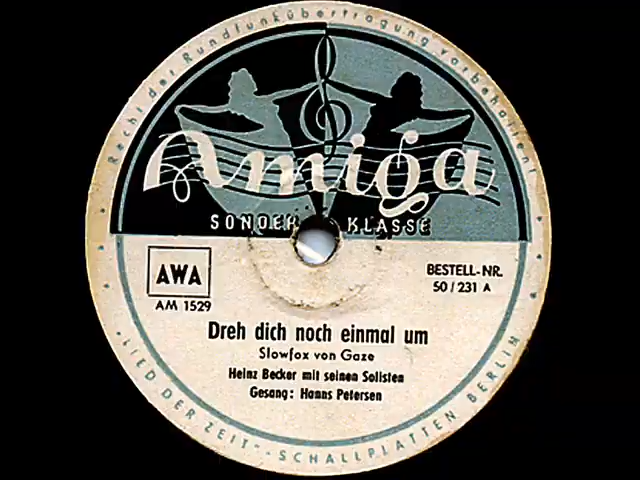 Recht der Rundfunkübertragung vorbehalten
Amiga
SONDER KLASSE
AWA
AM 1529
BESTELL-NR.
50/231 A
Dreh dich noch einmal um
Slowfox von Gaze
Heinz Becker mit seinen Solisten
Gesang: Hanns Petersen
LIED DER ZEIT - SCHALLPLATTEN BERLIN